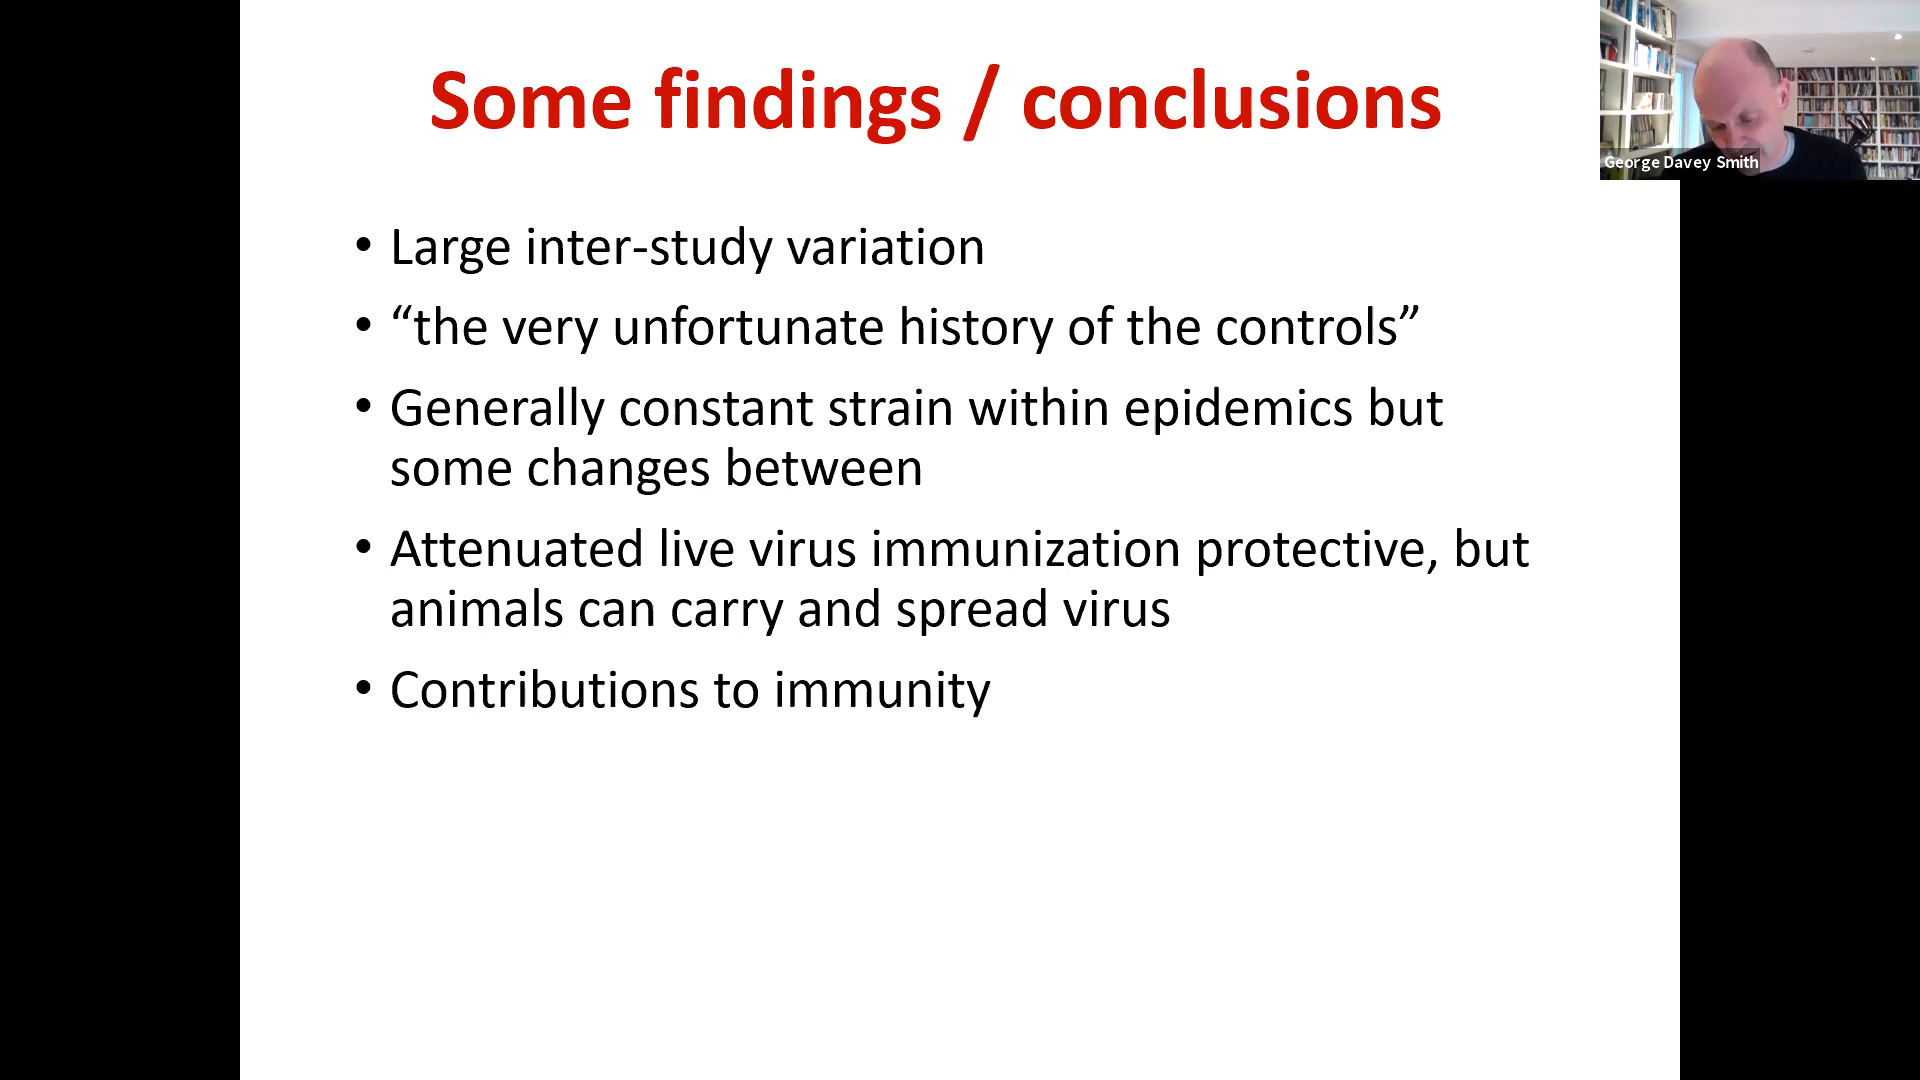 Some findings / conclusions
George Davey Smith
• Large inter-study variation
• “the very unfortunate history of the controls”
• Generally constant strain within epidemics but
some changes between
• Attenuated live virus immunization protective, but
animals can carry and spread virus
• Contributions to immunity